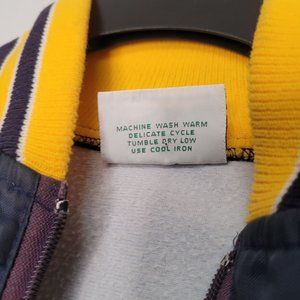 MACHINE WASH WARM
DELICATE CYCLE
TUMBLE DRY LOW
USE COOL IRON